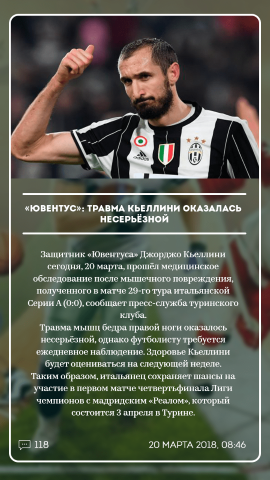 «ЮВЕНТУС»: ТРАВМА КЬЕЛЛИНИ ОКАЗАЛАСЬ
НЕСЕРЬЁЗНОЙ
Защитник «Ювентуса» Джорджо Кьеллини
сегодня, 20 марта, прошёл медицинское
обследование после мышечного повреждения,
полученного в матче 29-го тура итальянской
Серии А (0:0), сообщает пресс-служба туринского
клуба.
Травма мышц бедра правой ноги оказалось
несерьёзной, однако футболисту требуется
ежедневное наблюдение. Здоровье Кьеллини
будет оцениваться на следующей неделе.
Таким образом, итальянец сохраняет шансы на
участие в первом матче четвертьфинала Лиги
чемпионов с мадридским «Реалом», который
состоится 3 апреля в Турине.
118
20 МАРТА 2018, 08:46